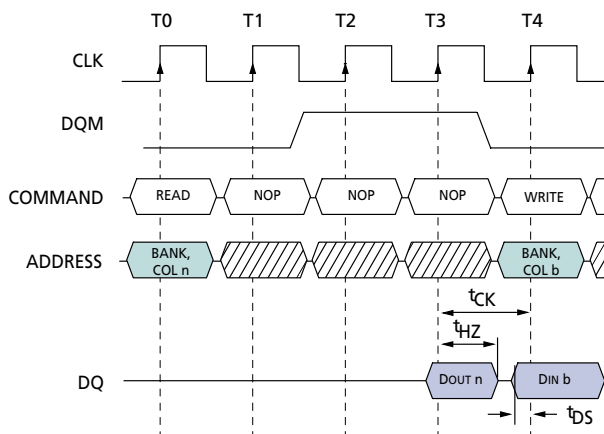 T0 T1 T2 T3 T4
CLK
DQM
COMMAND READ NOP NOP NOP WRITE
ADDRESS BANK, COL n BANK, COL b
tCK
tHZ
DQ DOUT n DIN b
tDS